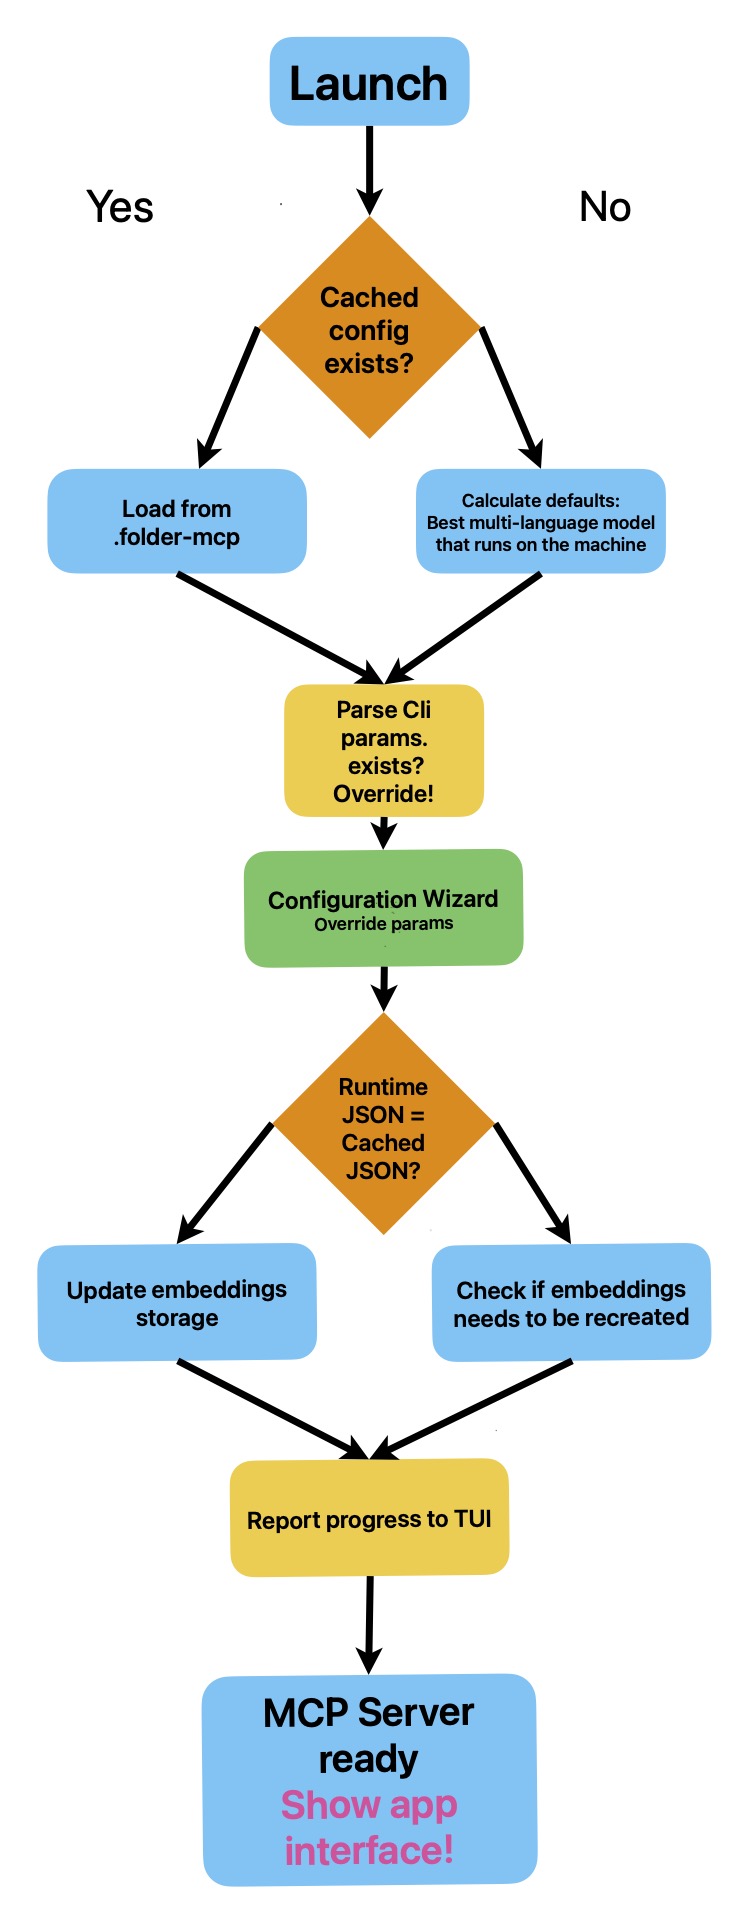 Launch
Yes
No
Cached
config
exists?
Load from
.folder-mcp
Calculate defaults:
Best multi-language model
that runs on the machine
Parse Cli
params.
exists?
Override!
Configuration Wizard
Override params
Runtime
JSON =
Cached
JSON?
Update embeddings
storage
Check if embeddings
needs to be recreated
Report progress to TUI
MCP Server
ready
Show app
interface!